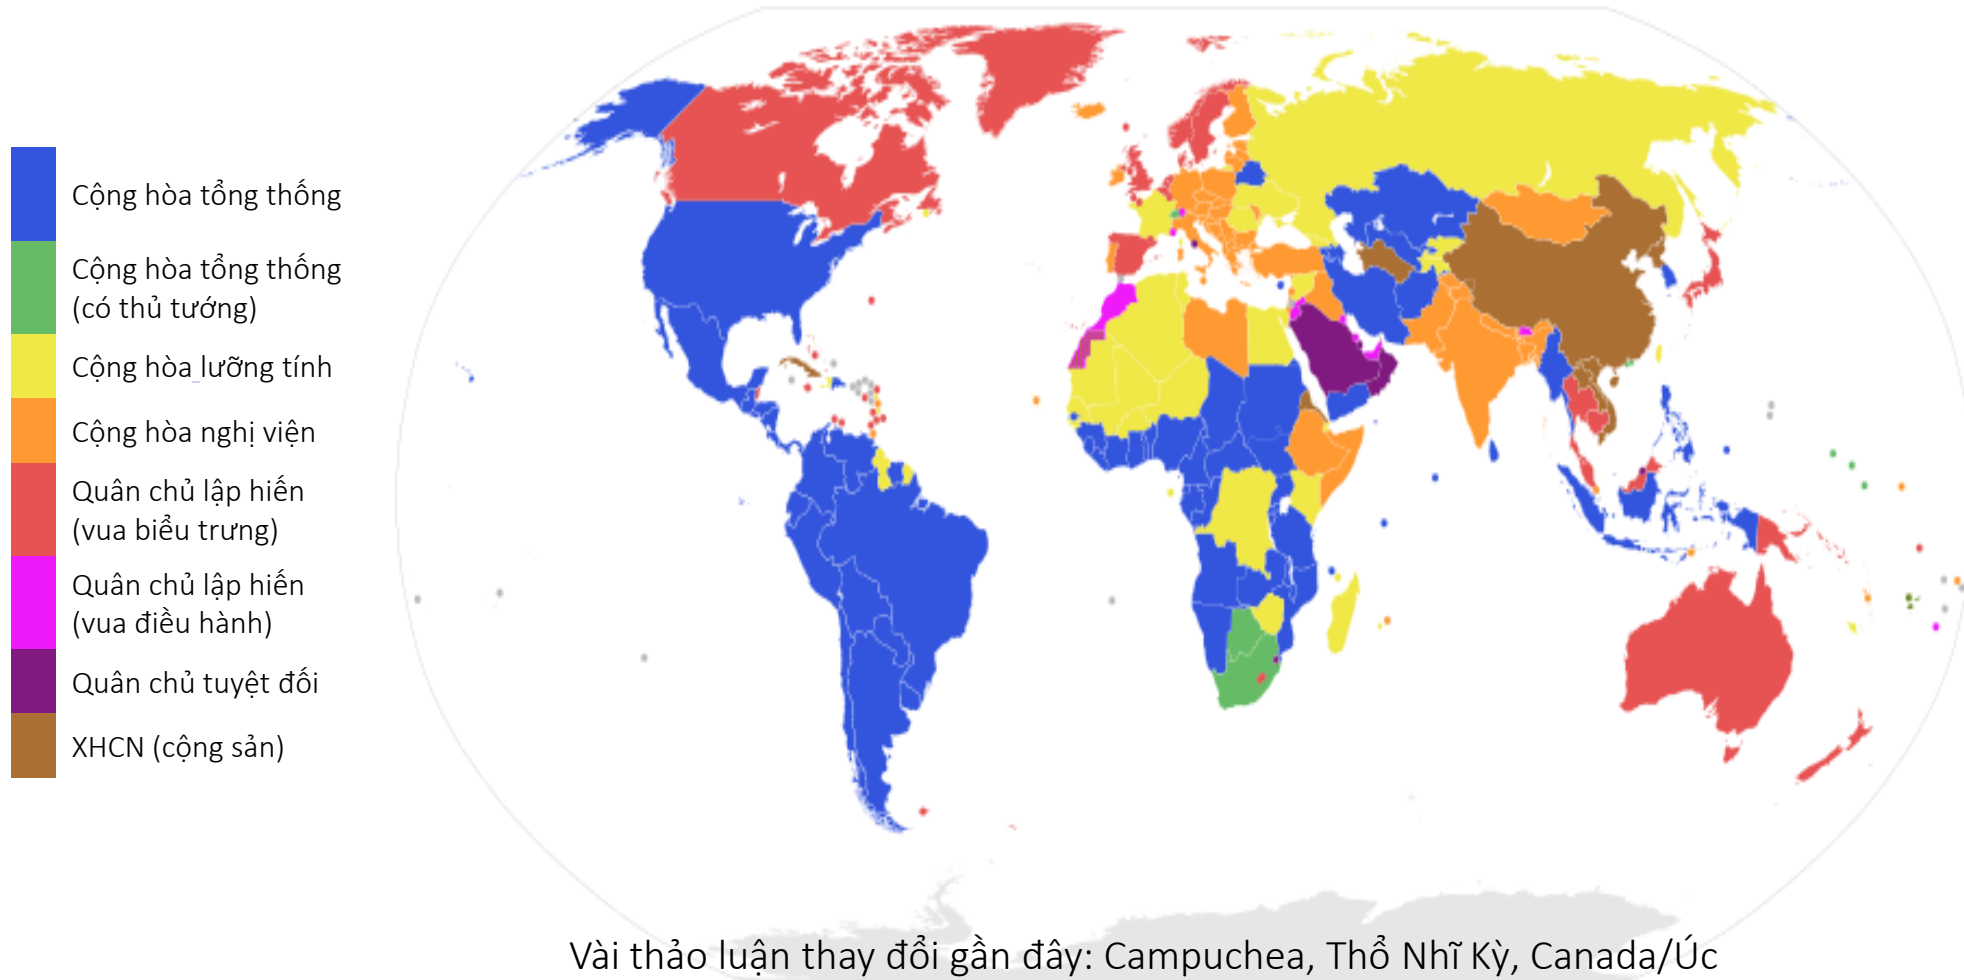 Cộng hòa tổng thống
Cộng hòa tổng thống
(có thủ tướng)
Cộng hòa lưỡng tính
Cộng hòa nghị viện
Quân chủ lập hiến
(vua biểu trưng)
Quân chủ lập hiến
(vua điều hành)
Quân chủ tuyệt đối
XHCN (cộng sản)
Vài thảo luận thay đổi gần đây: Campuchea, Thổ Nhĩ Kỳ, Canada/Úc